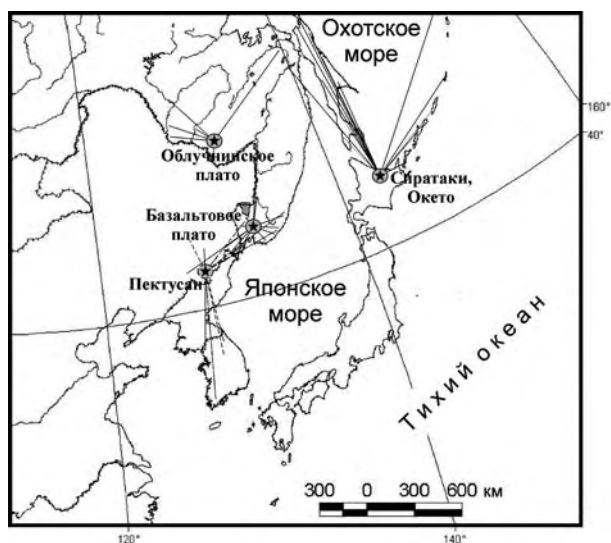 Охотское
море
160°
40°
Облучнинское
плато
Сиратаки,
Окето
Базальтовое
плато
Пектусан
Японское
море
Тихий океан
300 0 300 600 км
120°
140°